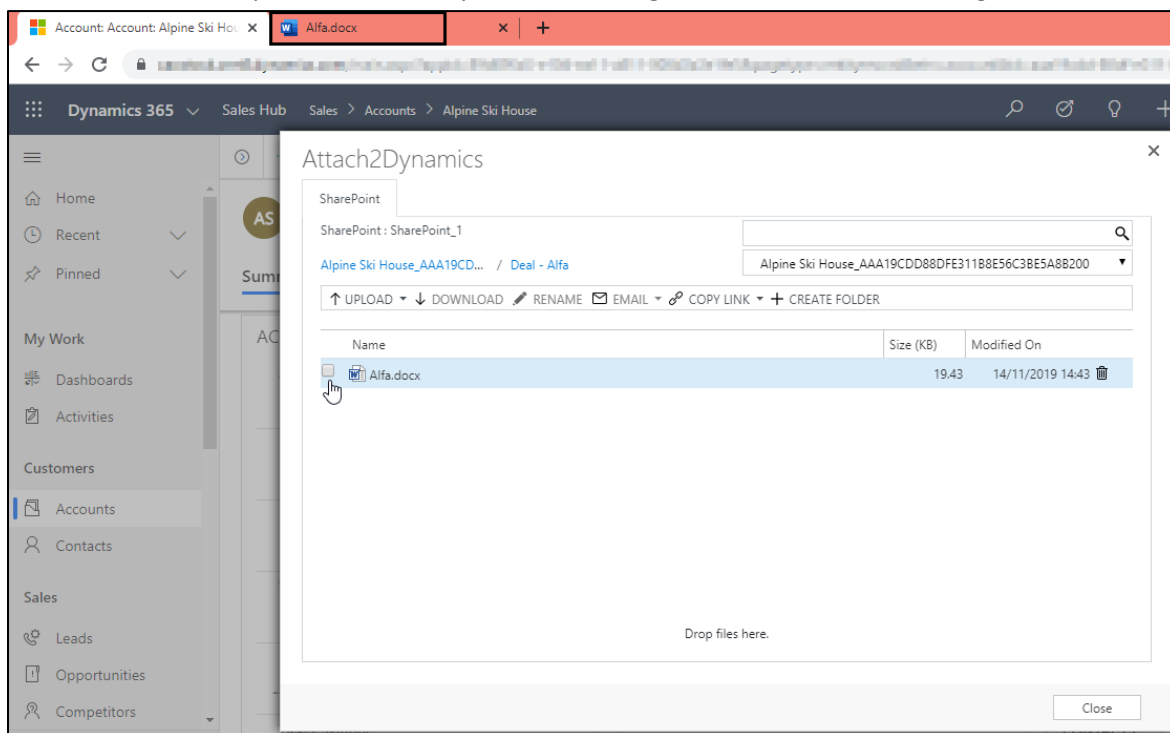 Account: Account: Alpine Ski Hou
Alfa.docx
Dynamics 365 Sales Hub Sales > Accounts > Alpine Ski House
Attach2Dynamics
SharePoint
Home
Recent
Pinned
AS
Summ
SharePoint : SharePoint_1
Alpine Ski House_AAA19CD... / Deal - Alfa
Alpine Ski House_AAA19CDD88DFE311B8E56C3BE5A8B200
UPLOAD DOWNLOAD RENAME EMAIL COPY LINK CREATE FOLDER
My Work
AC
Name Size (KB) Modified On
Dashboards
Alfa.docx 19.43 14/11/2019 14:43
Activities
Customers
Accounts
Contacts
Sales
Leads
Drop files here.
Opportunities
Competitors
Close